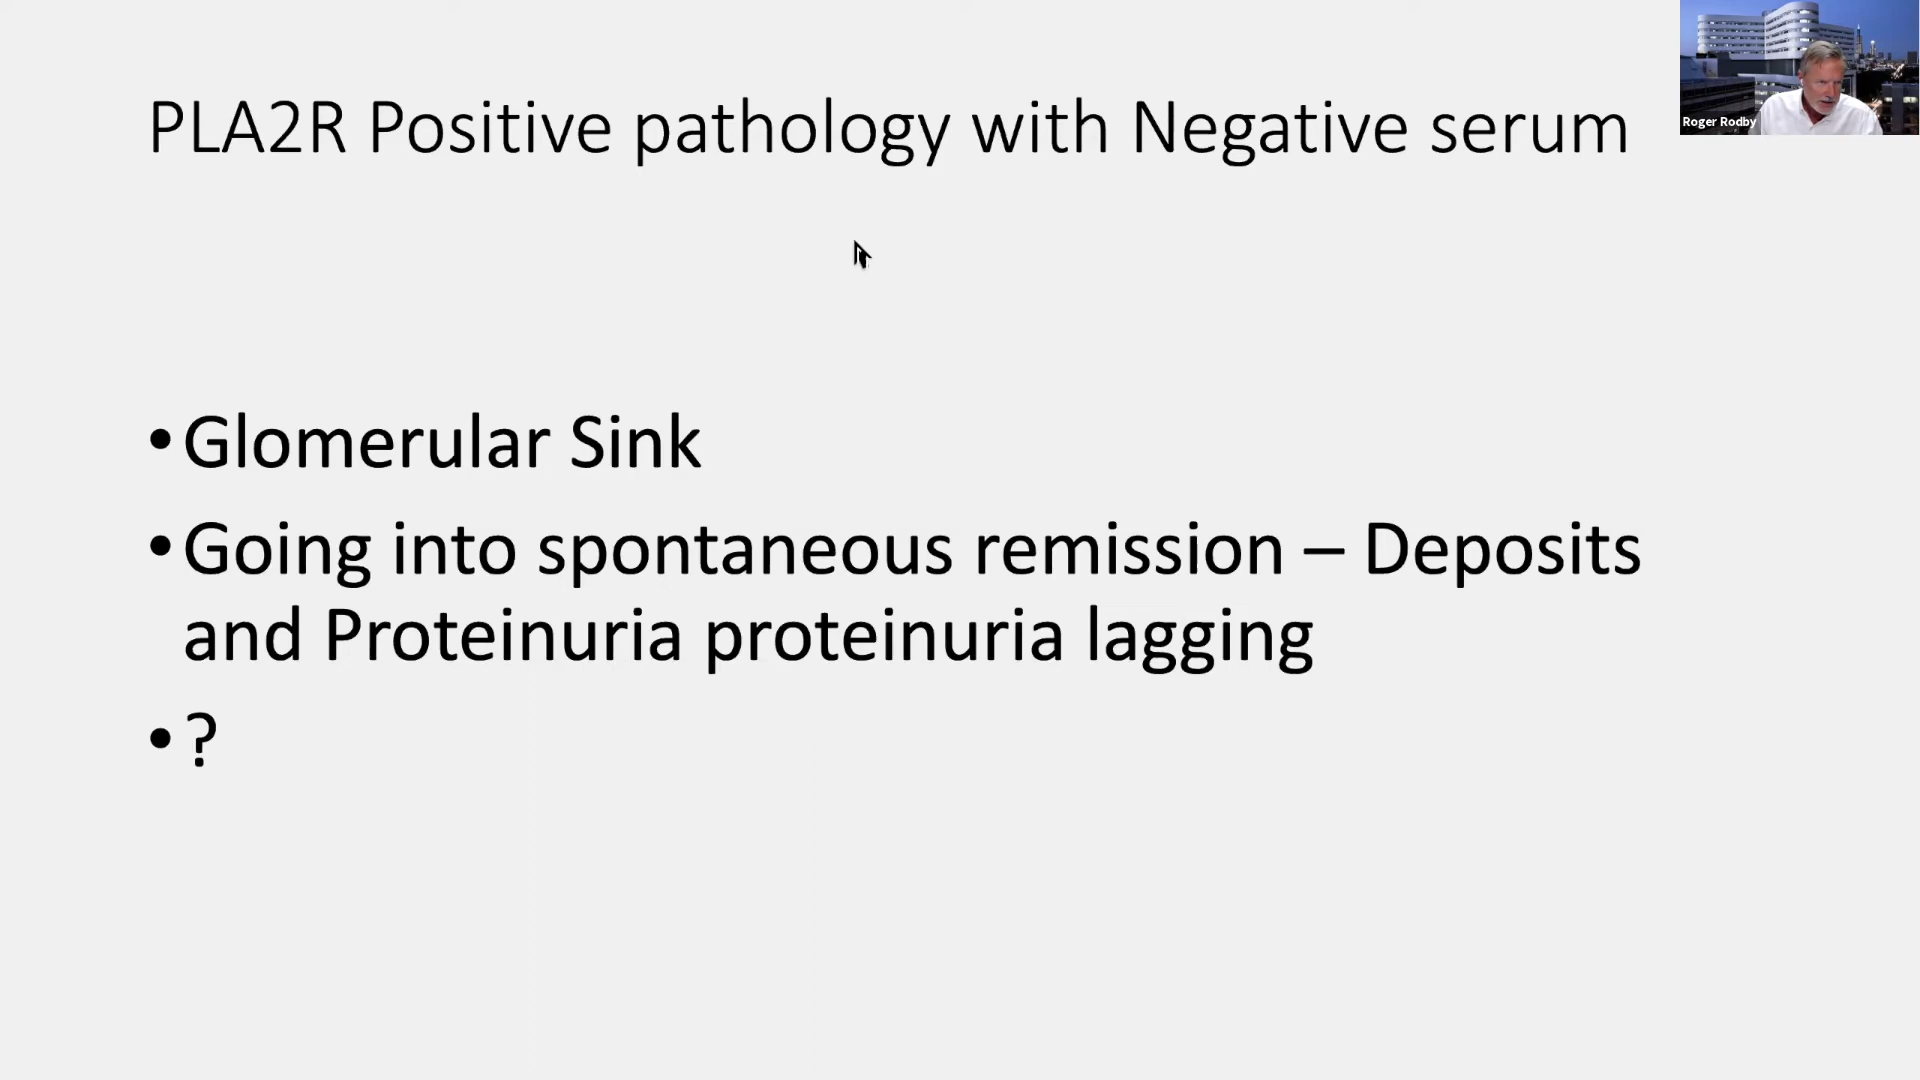 PLA2R Positive pathology with Negative serum
Roger Rodby
•Glomerular Sink
•Going into spontaneous remission – Deposits
and Proteinuria proteinuria lagging
•?